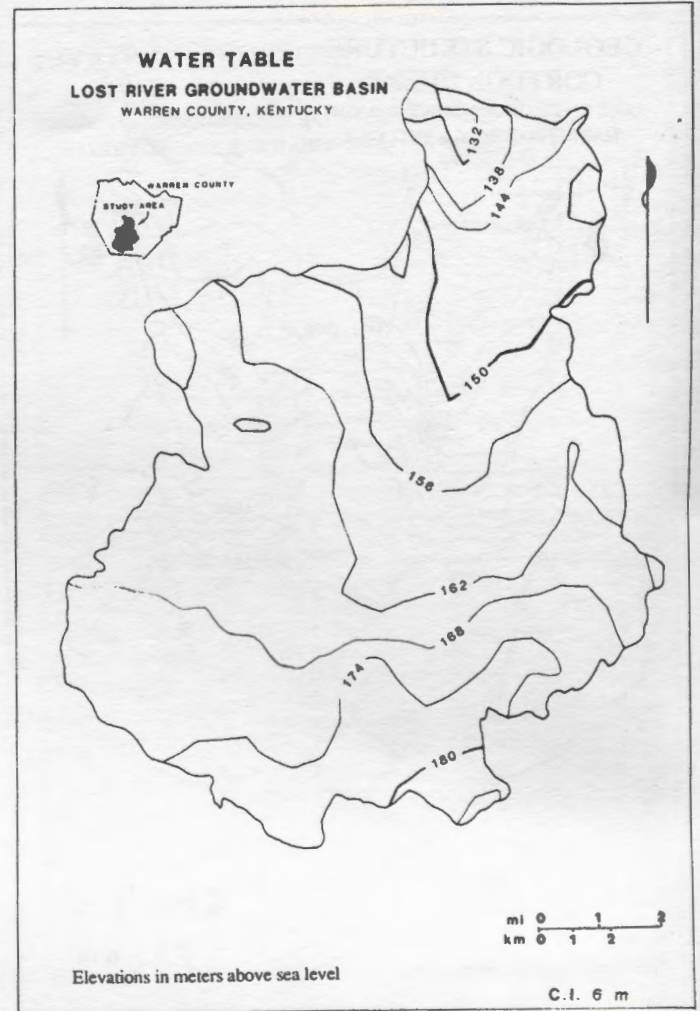 WATER TABLE
LOST RIVER GROUNDWATER BASIN
WARREN COUNTY, KENTUCKY
WARREN COUNTY
STUDY AREA
132
138
144
150
156
162
168
174
180
mi 0 1 2
km 0 1 2
Elevations in meters above sea level
C.I. 6 m